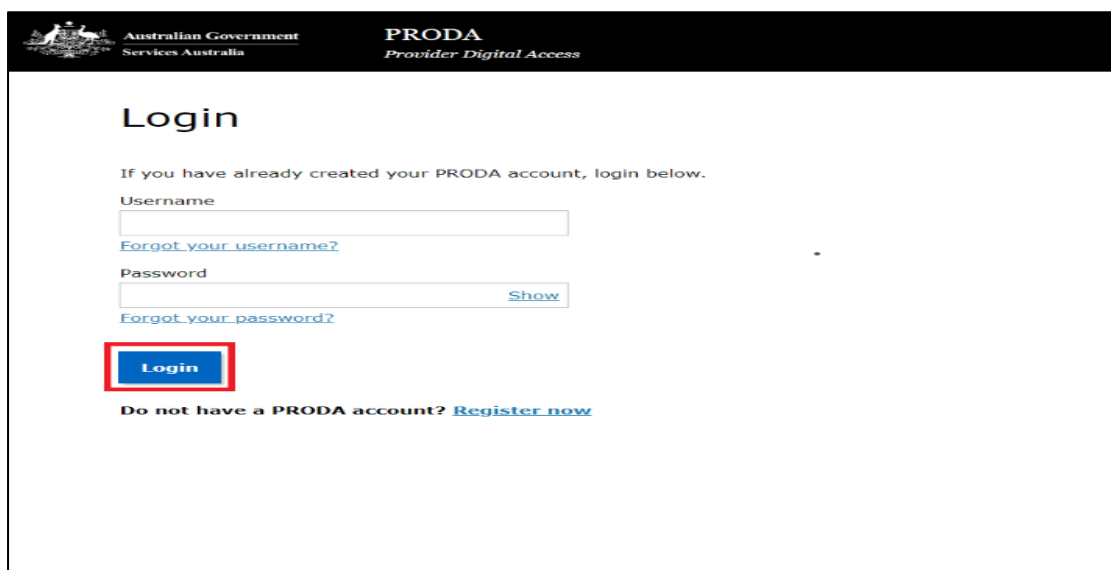 Australian Government
Services Australia
PRODA
Provider Digital Access
Login
If you have already created your PRODA account, login below.
Username
Forgot your username?
Password
Show
Forgot your password?
Login
Do not have a PRODA account? Register now